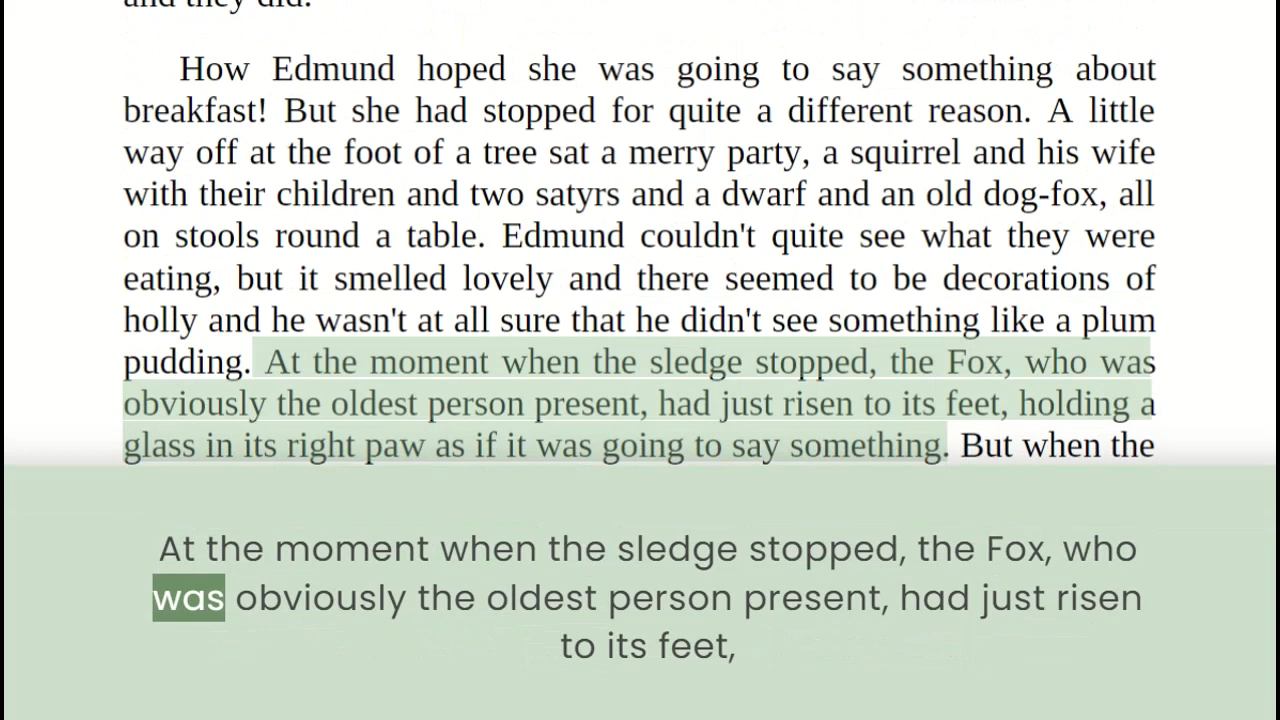 and they did.
How Edmund hoped she was going to say something about
breakfast! But she had stopped for quite a different reason. A little
way off at the foot of a tree sat a merry party, a squirrel and his wife
with their children and two satyrs and a dwarf and an old dog-fox, all
on stools round a table. Edmund couldn't quite see what they were
eating, but it smelled lovely and there seemed to be decorations of
holly and he wasn't at all sure that he didn't see something like a plum
pudding. At the moment when the sledge stopped, the Fox, who was
obviously the oldest person present, had just risen to its feet, holding a
glass in its right paw as if it was going to say something. But when the
At the moment when the sledge stopped, the Fox, who
was obviously the oldest person present, had just risen
to its feet,